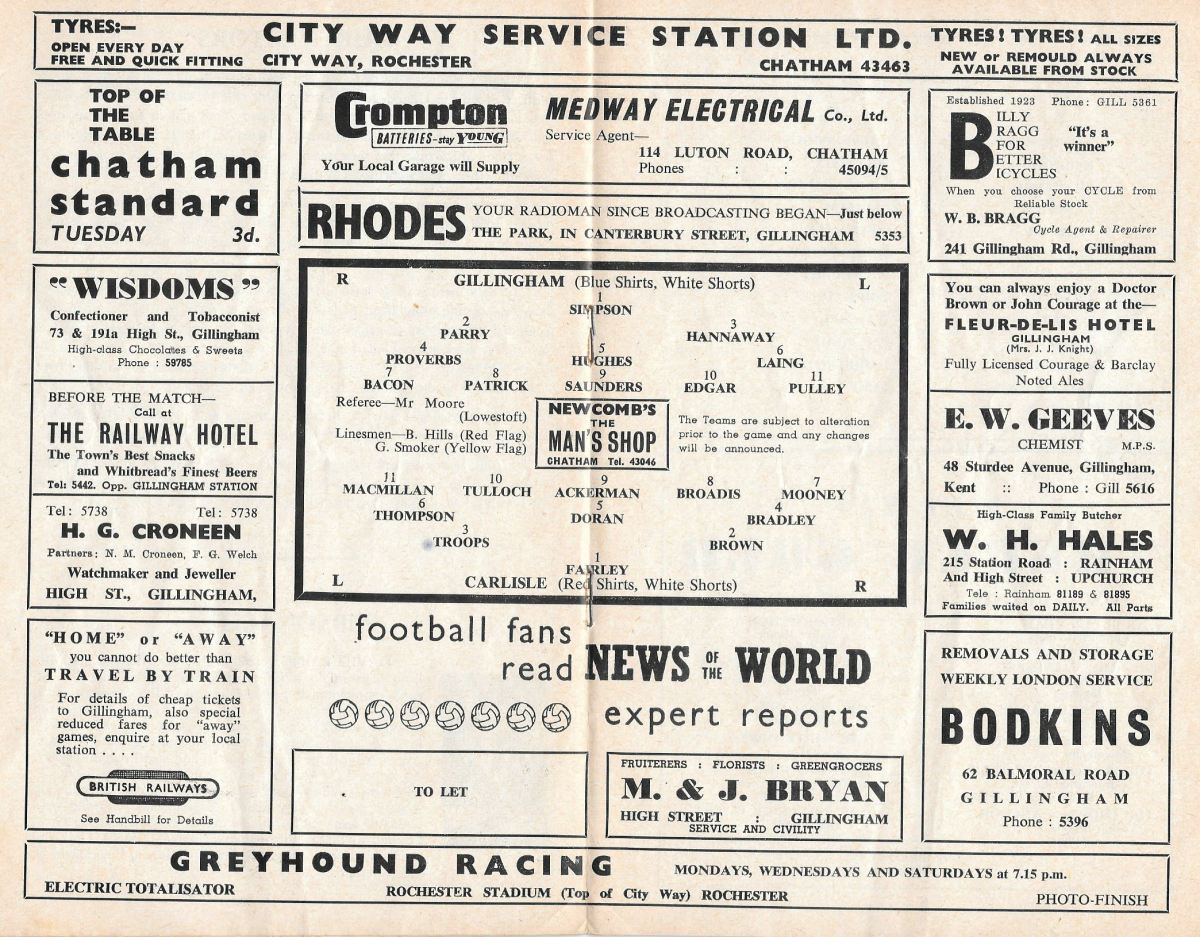 TYRES:—
OPEN EVERY DAY
FREE AND QUICK FITTING
CITY WAY SERVICE STATION LTD.
CITY WAY, ROCHESTER
CHATHAM 43463
TYRES! TYRES! ALL SIZES
NEW or REMOULD ALWAYS
AVAILABLE FROM STOCK
TOP OF
THE
TABLE
chatham
standard
TUESDAY 3d.
Crompton
BATTERIES-stay YOUNG
Your Local Garage will Supply
MEDWAY ELECTRICAL Co., Ltd.
Service Agent—
114 LUTON ROAD, CHATHAM
Phones : : 45094/5
Established 1923 Phone: GILL 5361
BILLY
RAGG
FOR
ETTER
ICYCLES
"It's a
winner"
When you choose your CYCLE from
Reliable Stock
W. B. BRAGG
Cycle Agent & Repairer
241 Gillingham Rd., Gillingham
RHODES
YOUR RADIOMAN SINCE BROADCASTING BEGAN—Just below
THE PARK, IN CANTERBURY STREET, GILLINGHAM 5353
"WISDOMS"
Confectioner and Tobacconist
73 & 191a High St., Gillingham
High-class Chocolates & Sweets
Phone : 59785
BEFORE THE MATCH—
Call at
THE RAILWAY HOTEL
The Town's Best Snacks
and Whitbread's Finest Beers
Tel: 5442. Opp. GILLINGHAM STATION
Tel: 5738 Tel: 5738
H. G. CRONEEN
Partners: N. M. Croneen, F. G. Welch
Watchmaker and Jeweller
HIGH ST., GILLINGHAM,
R GILLINGHAM (Blue Shirts, White Shorts) L
1
SIMPSON
2 3
PARRY HANNAWAY
4 5 6
PROVERBS HUGHES LAING
7 8 9 10 11
BACON PATRICK SAUNDERS EDGAR PULLEY
Referee—Mr Moore
(Lowestoft)
Linesmen—B. Hills (Red Flag)
G. Smoker (Yellow Flag)
NEWCOMB'S
THE
MAN'S SHOP
CHATHAM Tel. 43046
The Teams are subject to alteration
prior to the game and any changes
will be announced.
11 10 9 8 7
MACMILLAN TULLOCH ACKERMAN BROADIS MOONEY
6 5 4
THOMPSON DORAN BRADLEY
3 2
TROOPS BROWN
1
FAIRLEY
L CARLISLE (Red Shirts, White Shorts) R
You can always enjoy a Doctor
Brown or John Courage at the—
FLEUR-DE-LIS HOTEL
GILLINGHAM
(Mrs. J. J. Knight)
Fully Licensed Courage & Barclay
Noted Ales
E. W. GEEVES
CHEMIST M.P.S.
48 Sturdee Avenue, Gillingham,
Kent :: Phone : Gill 5616
High-Class Family Butcher
W. H. HALES
215 Station Road : RAINHAM
And High Street : UPCHURCH
Tele : Rainham 81189 & 81895
Families waited on DAILY. All Parts
"HOME" or "AWAY"
you cannot do better than
TRAVEL BY TRAIN
For details of cheap tickets
to Gillingham, also special
reduced fares for "away"
games, enquire at your local
station . . . .
BRITISH RAILWAYS
See Handbill for Details
football fans
read NEWS OF THE WORLD
expert reports
TO LET
FRUITERERS : FLORISTS : GREENGROCERS
M. & J. BRYAN
HIGH STREET : GILLINGHAM
SERVICE AND CIVILITY
REMOVALS AND STORAGE
WEEKLY LONDON SERVICE
BODKINS
62 BALMORAL ROAD
GILLINGHAM
Phone : 5396
GREYHOUND RACING
MONDAYS, WEDNESDAYS AND SATURDAYS at 7.15 p.m.
ELECTRIC TOTALISATOR
ROCHESTER STADIUM (Top of City Way) ROCHESTER
PHOTO-FINISH